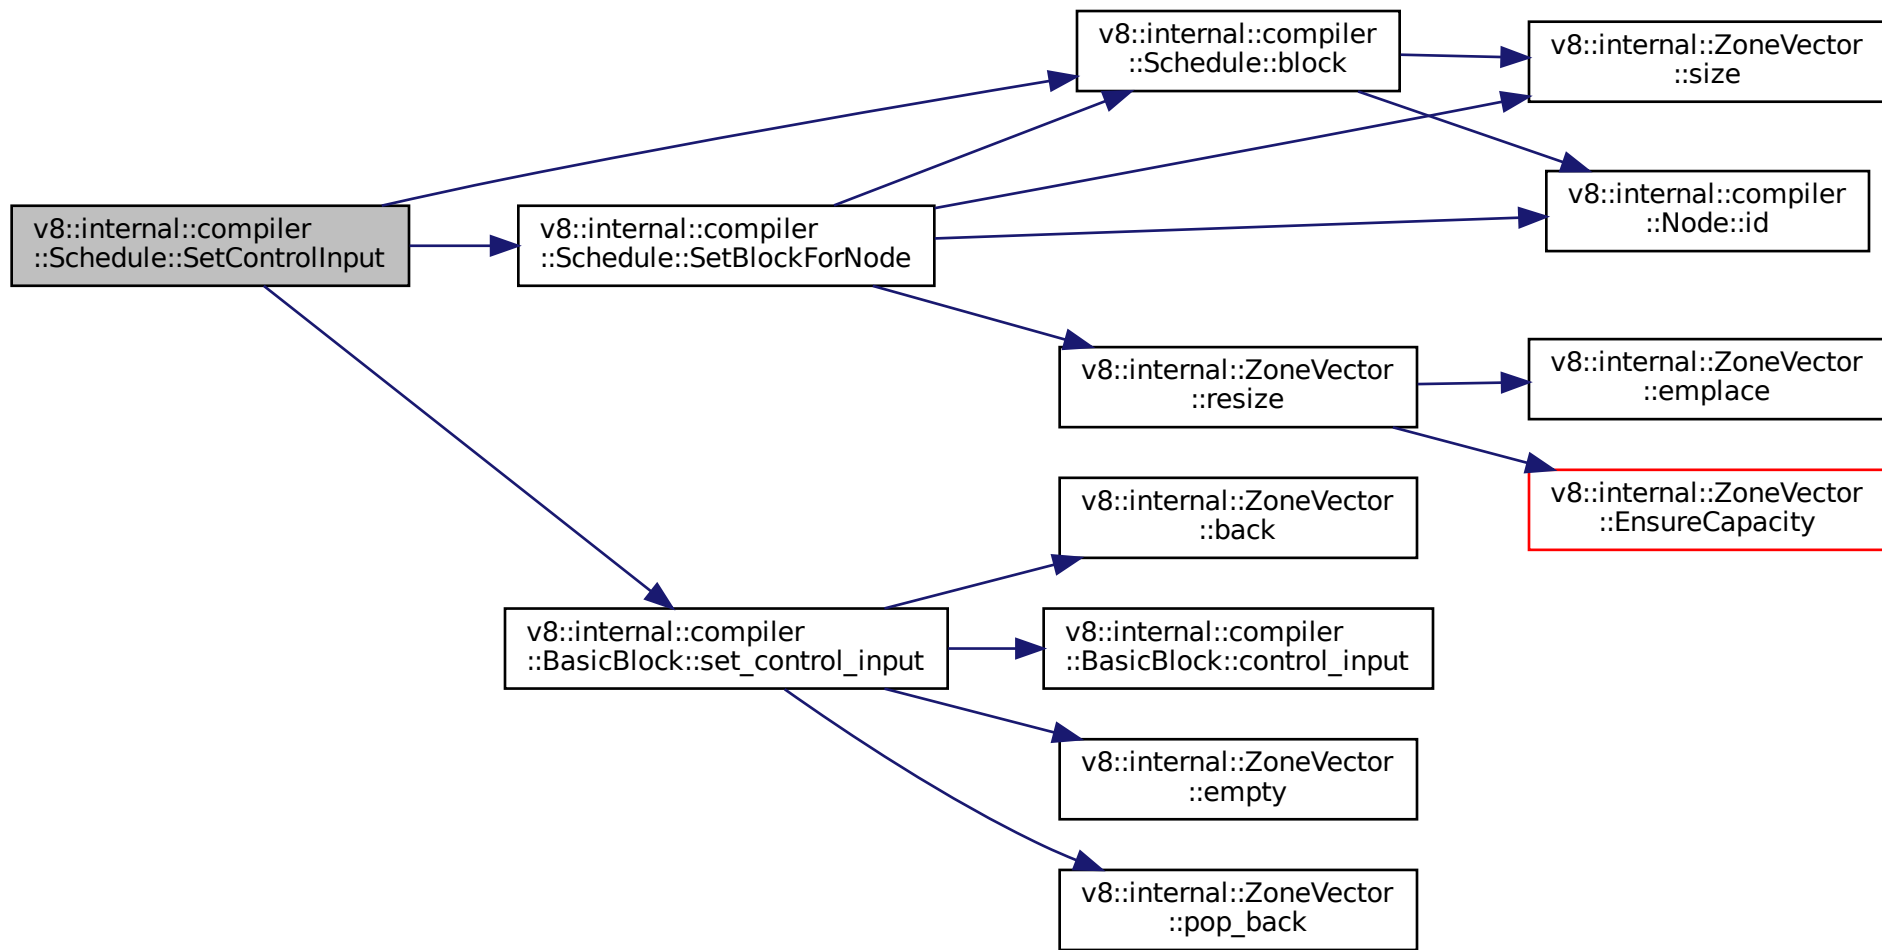 v8::internal::compiler
::Schedule::SetControlInput
v8::internal::compiler
::Schedule::block
v8::internal::ZoneVector
::size
v8::internal::compiler
::Node::id
v8::internal::compiler
::Schedule::SetBlockForNode
v8::internal::ZoneVector
::resize
v8::internal::ZoneVector
::emplace
v8::internal::ZoneVector
::EnsureCapacity
v8::internal::compiler
::BasicBlock::set_control_input
v8::internal::ZoneVector
::back
v8::internal::compiler
::BasicBlock::control_input
v8::internal::ZoneVector
::empty
v8::internal::ZoneVector
::pop_back